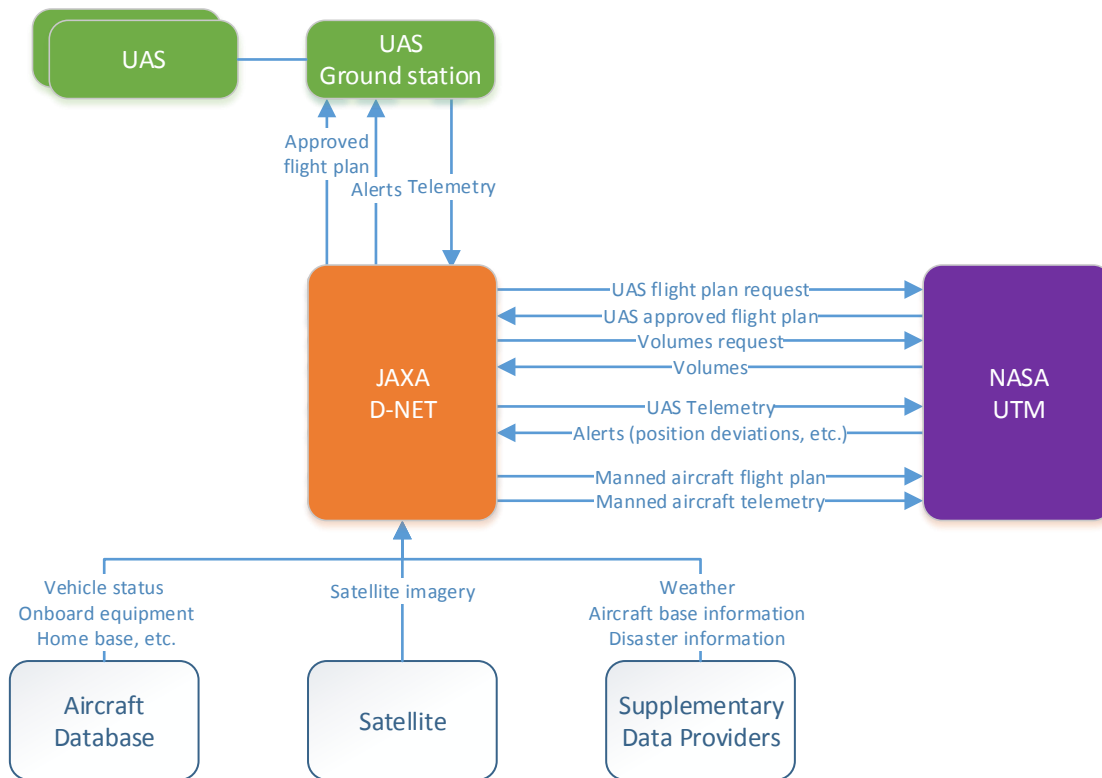 UAS
UAS
Ground station
Approved
flight plan
Alerts
Telemetry
JAXA
D-NET
UAS flight plan request
UAS approved flight plan
Volumes request
Volumes
UAS Telemetry
Alerts (position deviations, etc.)
Manned aircraft flight plan
Manned aircraft telemetry
NASA
UTM
Vehicle status
Onboard equipment
Home base, etc.
Satellite imagery
Weather
Aircraft base information
Disaster information
Aircraft
Database
Satellite
Supplementary
Data Providers